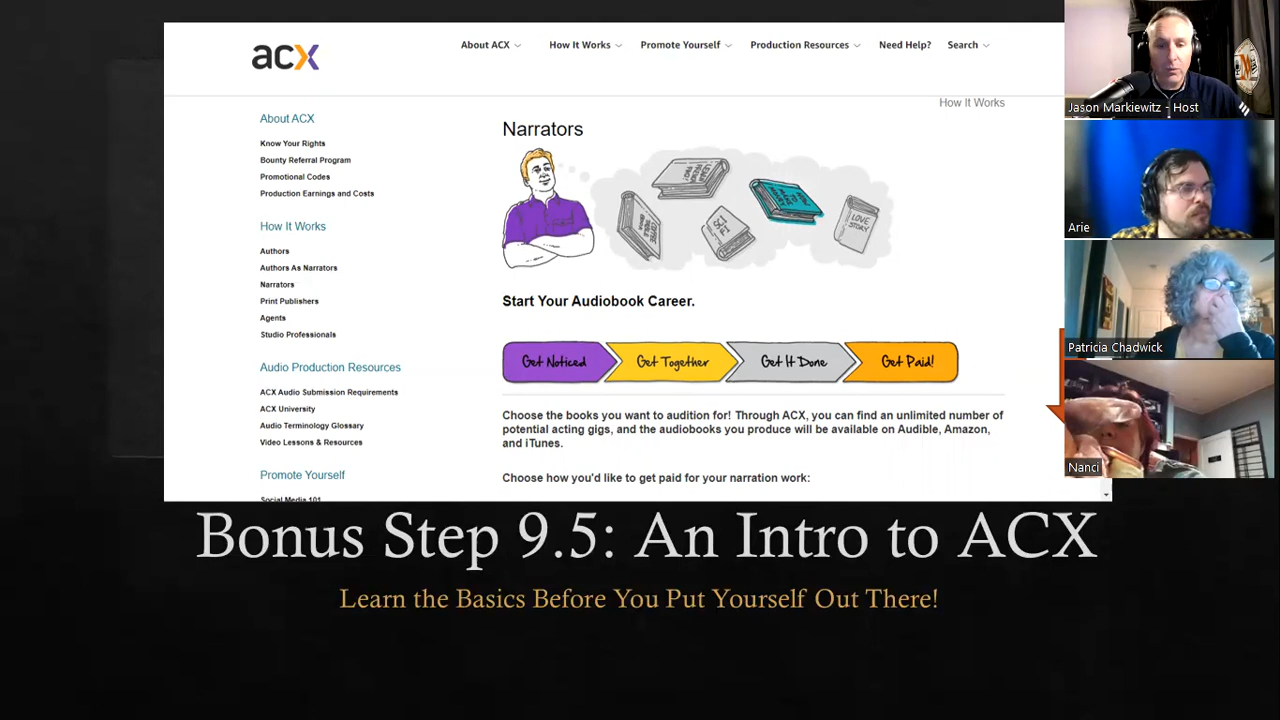 acx
About ACX
How It Works
Promote Yourself
Production Resources
Need Help?
Search
How It Works
About ACX
Know Your Rights
Bounty Referral Program
Promotional Codes
Production Earnings and Costs
How It Works
Authors
Authors As Narrators
Narrators
Print Publishers
Agents
Studio Professionals
Audio Production Resources
ACX Audio Submission Requirements
ACX University
Audio Terminology Glossary
Video Lessons & Resources
Promote Yourself
Social Media 101
Narrators
LOVE
STORY
Start Your Audiobook Career.
Get Noticed
Get Together
Get It Done
Get Paid!
Choose the books you want to audition for! Through ACX, you can find an unlimited number of
potential acting gigs, and the audiobooks you produce will be available on Audible, Amazon,
and iTunes.
Choose how you'd like to get paid for your narration work:
Jason Markiewitz - Host
Arie
Patricia Chadwick
Nanci
Bonus Step 9.5: An Intro to ACX
Learn the Basics Before You Put Yourself Out There!